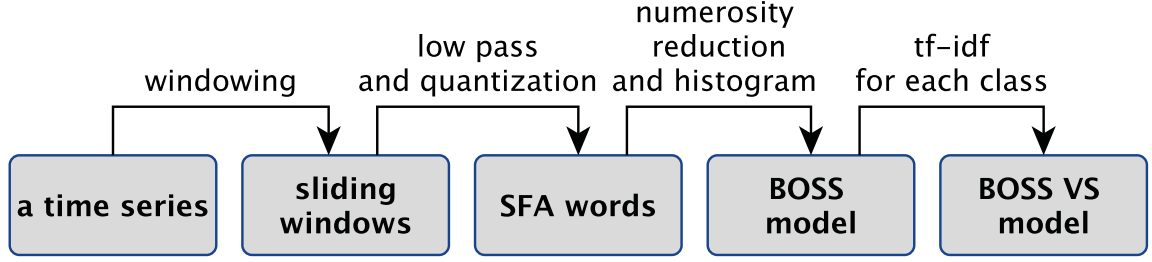 windowing
low pass
and quantization
numerosity
reduction
and histogram
tf-idf
for each class
a time series
sliding
windows
SFA words
BOSS
model
BOSS VS
model